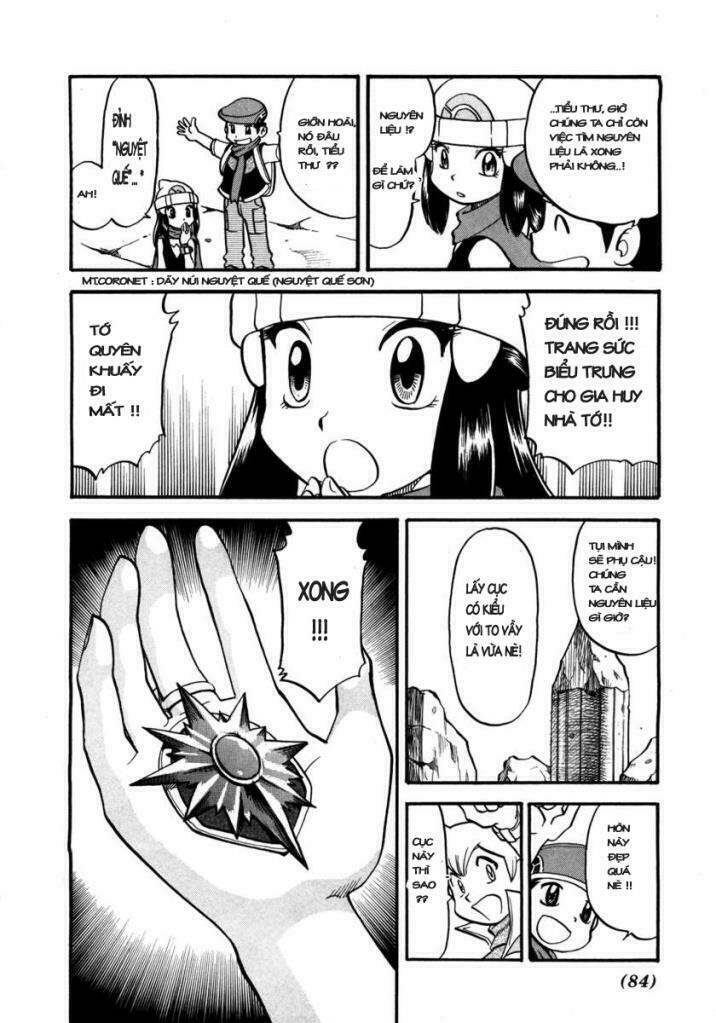 ..TIỂU THƯ, GIỜ
CHÚNG TA CHỈ CÒN
VIỆC TÌM NGUYÊN
LIỆU LÀ XONG
PHẢI KHÔNG..!
NGUYÊN
LIỆU !?
ĐỂ LÀM
GÌ CHỨ?
GIỠN HOÀI,
NÓ ĐÂU
RỒI, TIỂU
THƯ ??
ĐỈNH
"NGUYỆT
QUẾ"..."
AH!
MT.CORONET : DÃY NÚI NGUYỆT QUẾ (NGUYỆT QUẾ SƠN)
ĐÚNG RỒI !!!
TRANG SỨC
BIỂU TRƯNG
CHO GIA HUY
NHÀ TỚ!!
TỚ
QUYÊN
KHUẤY
ĐI
MẤT !!
TỤI MÌNH
SẼ PHỤ CẬU!
CHÚNG
TA CẦN
NGUYÊN LIỆU
GÌ GIỜ?
LẤY CỤC
CÓ KIỂU
VỚI TO VẦY
LÀ VỪA NÈ!
HÒN
NÀY
ĐẸP
QUÁ
NÈ !!
CỤC
NÀY
THÌ
SAO
??
XONG
!!!
(84)